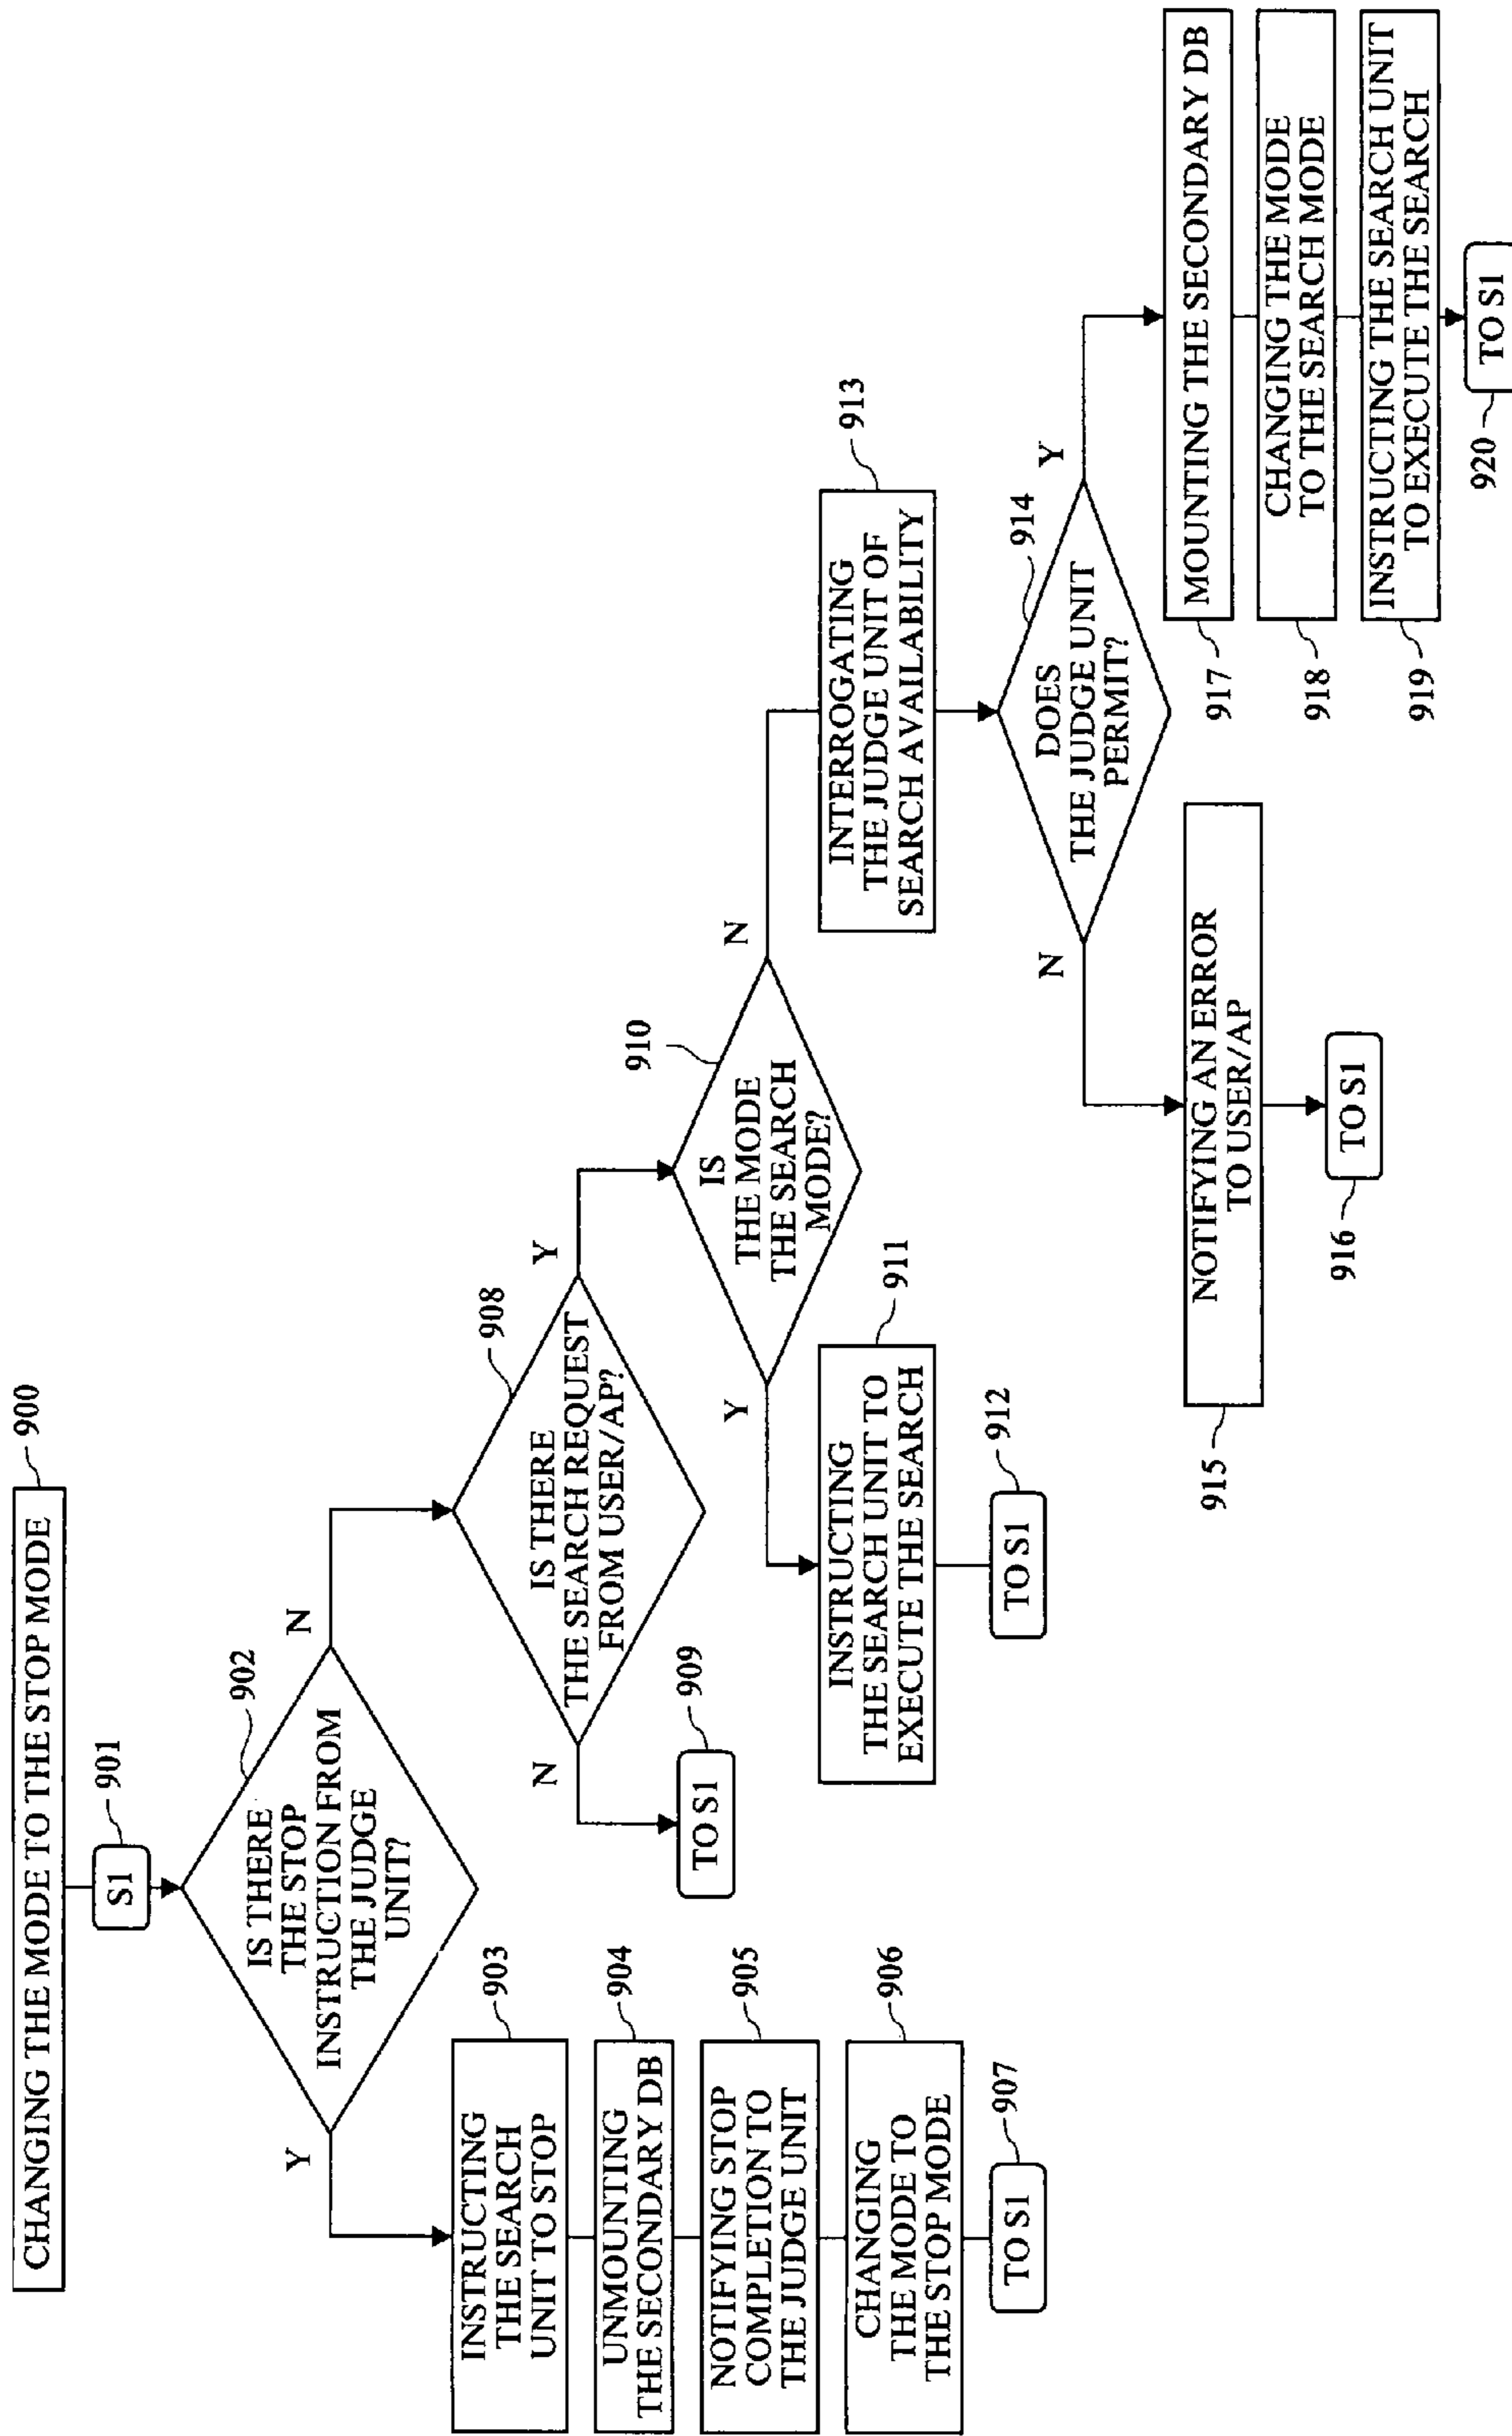 CHANGING THE MODE TO THE STOP MODE
900
S1
901
IS THERE
THE STOP
INSTRUCTION FROM
THE JUDGE
UNIT?
902
Y
N
INSTRUCTING
THE SEARCH
UNIT TO STOP
903
UNMOUNTING
THE SECONDARY DB
904
NOTIFYING STOP
COMPLETION TO
THE JUDGE UNIT
905
CHANGING
THE MODE TO
THE STOP MODE
906
TO S1
907
IS THERE
THE SEARCH REQUEST
FROM USER/AP?
908
N
Y
TO S1
909
IS
THE MODE
THE SEARCH
MODE?
910
Y
N
INSTRUCTING
THE SEARCH UNIT TO
EXECUTE THE SEARCH
911
TO S1
912
INTERROGATING
THE JUDGE UNIT OF
SEARCH AVAILABILITY
913
DOES
THE JUDGE UNIT
PERMIT?
914
N
Y
NOTIFYING AN ERROR
TO USER/AP
915
TO S1
916
MOUNTING THE SECONDARY DB
917
CHANGING THE MODE
TO THE SEARCH MODE
918
INSTRUCTING THE SEARCH UNIT
TO EXECUTE THE SEARCH
919
TO S1
920